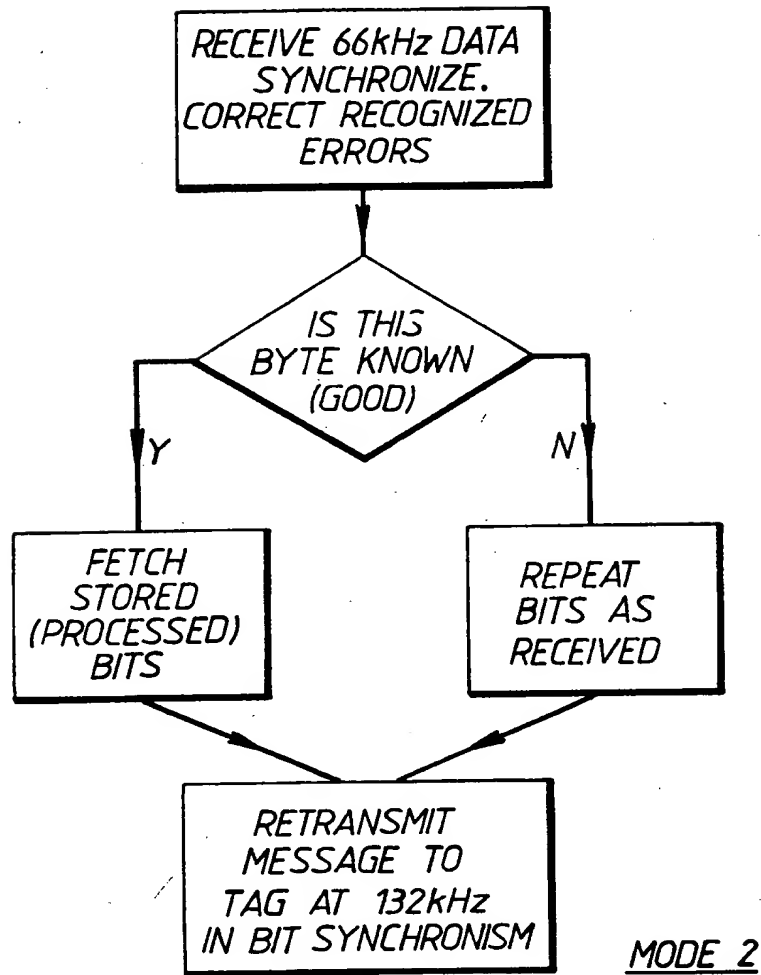 RECEIVE 66kHz DATA
SYNCHRONIZE.
CORRECT RECOGNIZED
ERRORS
IS THIS
BYTE KNOWN
(GOOD)
Y
N
FETCH
STORED
(PROCESSED)
BITS
REPEAT
BITS AS
RECEIVED
RETRANSMIT
MESSAGE TO
TAG AT 132kHz
IN BIT SYNCHRONISM
MODE 2